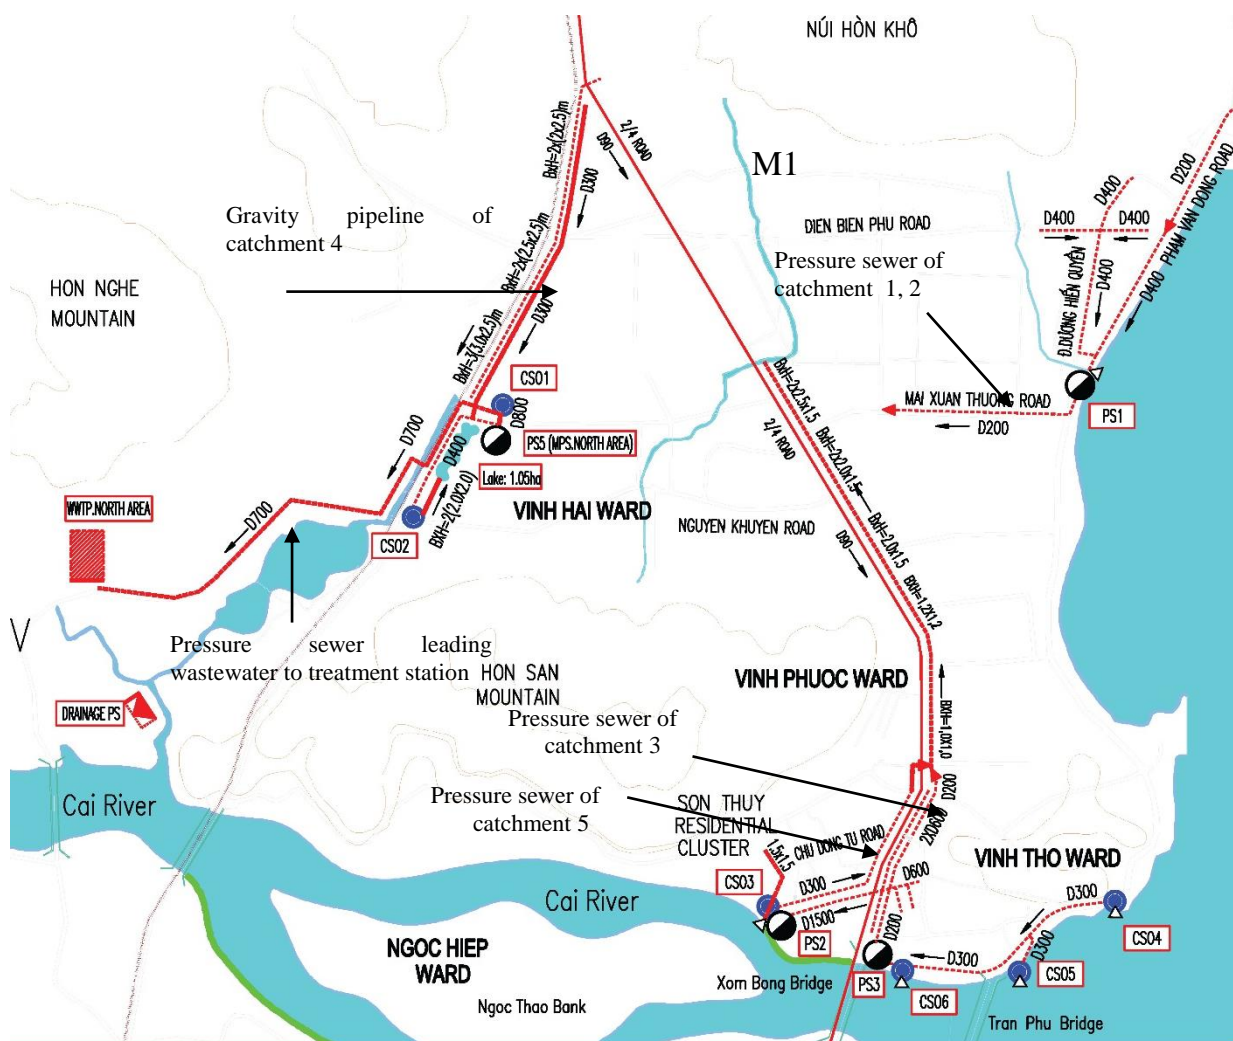 NÚI HÒN KHÔ
BxH=2x(2x2.5)m
D90
2/4 ROAD
M1
D200
PHAM VAN DONG ROAD
D400
D400
D400
D300
Gravity pipeline of
catchment 4
DIEN BIEN PHU ROAD
Đ.DƯƠNG HIẾN QUYỀN
D400
D400
BxH=2x(2.5x2.5)m
Pressure sewer of
catchment 1, 2
HON NGHE
MOUNTAIN
D300
BxH=3(3.0x2.5)m
CS01
MAI XUAN THUONG ROAD
PS1
D200
D800
BxH=2x2.5x1.5
2/4 ROAD
D700
D400
PS5 (MPS.NORTH AREA)
Lake: 1.05ha
BxH=2x2.0x1.5
WWTP.NORTH AREA
D700
BXH=2(2.0X2.0)
VINH HAI WARD
NGUYEN KHUYEN ROAD
BxH=2.0x1.5
CS02
D90
BXH=1,2X1,2
V
Pressure sewer leading
wastewater to treatment station
HON SAN
MOUNTAIN
VINH PHUOC WARD
DRAINAGE PS
BXH=1,0X1,0
Pressure sewer of
catchment 3
D200
Pressure sewer of
catchment 5
SON THUY
RESIDENTIAL
CLUSTER
CHU DONG TU ROAD
2XD600
1,5x1,5
VINH THO WARD
Cai River
CS03
D300
D600
Cai River
D1500
D300
CS04
PS2
D200
D300
NGOC HIEP
WARD
D300
CS05
Xom Bong Bridge
PS3
CS06
Ngoc Thao Bank
Tran Phu Bridge